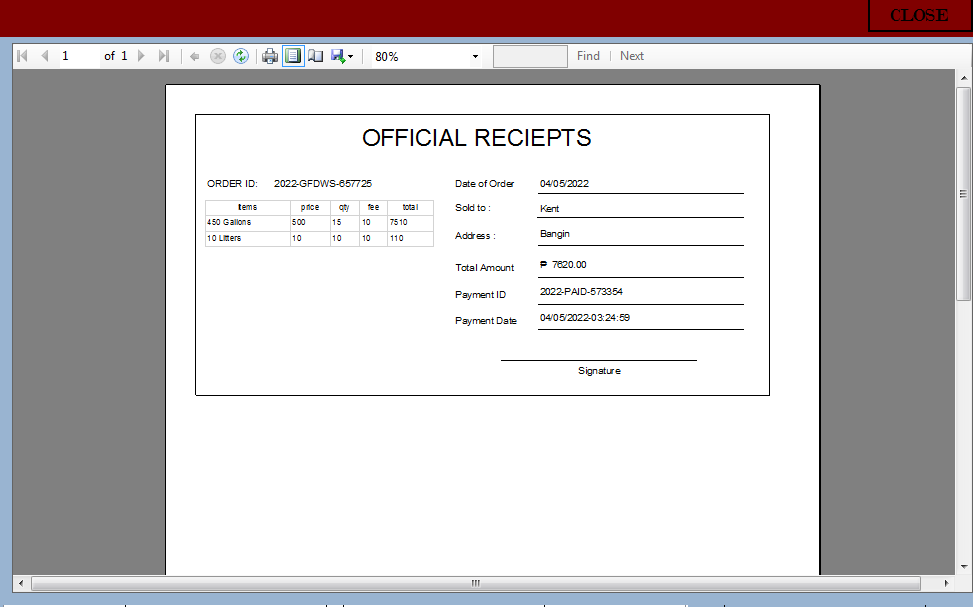 CLOSE
1 of 1 80% Find Next
OFFICIAL RECIEPTS
ORDER ID: 2022-GFDWS-657725
Items price qty fee total
450 Gallons 500 15 10 7510
10 Litters 10 10 10 110
Date of Order 04/05/2022
Sold to : Kent
Address : Bangin
Total Amount ₱ 7620.00
Payment ID 2022-PAID-573354
Payment Date 04/05/2022-03:24:59
Signature